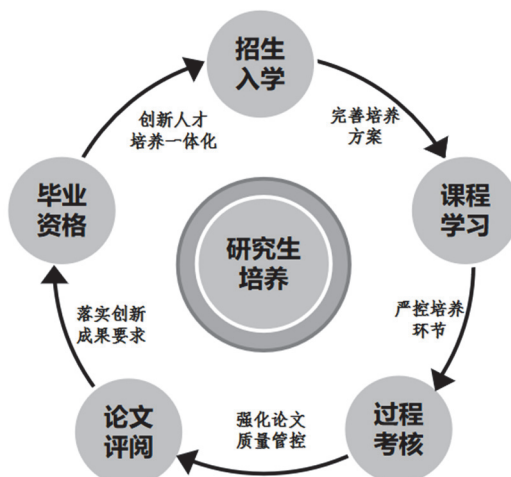 招生
入学
完善培养
方案
课程
学习
严控培养
环节
过程
考核
强化论文
质量管控
论文
评阅
落实创新
成果要求
毕业
资格
创新人才
培养一体化
研究生
培养